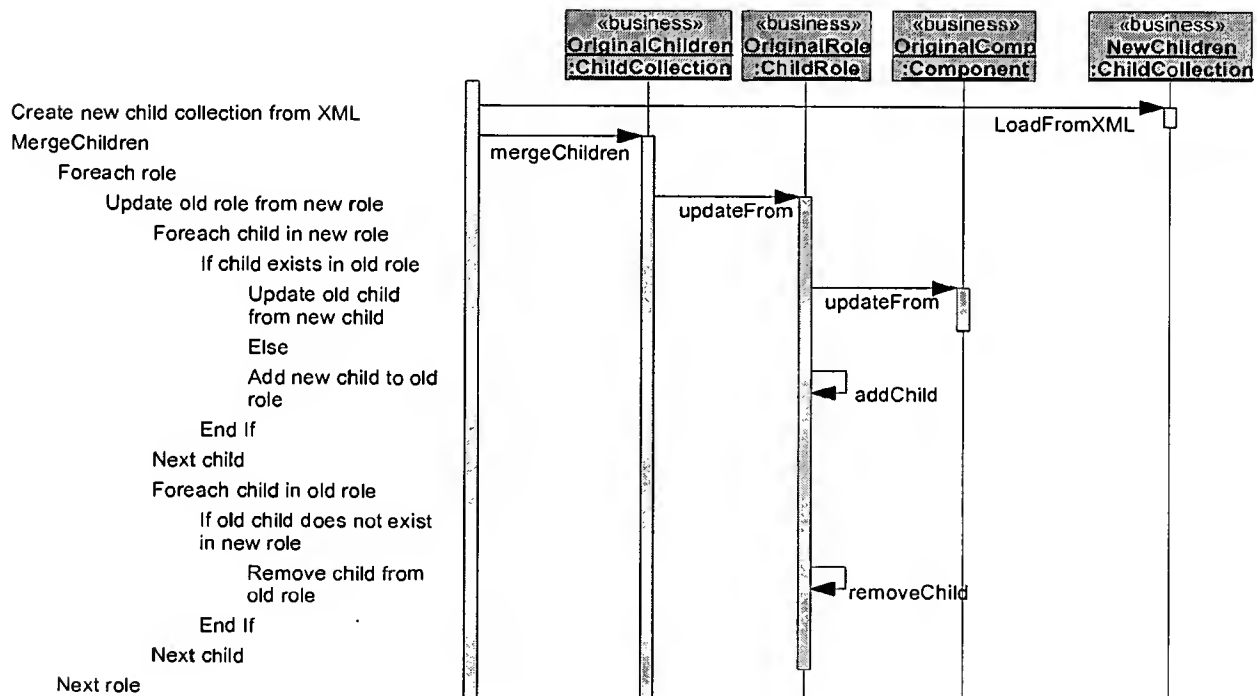 «business»
OriginalChildren
:ChildCollection
«business»
OriginalRole
:ChildRole
«business»
OriginalComp
:Component
«business»
NewChildren
:ChildCollection
Create new child collection from XML
LoadFromXML
MergeChildren
mergeChildren
Foreach role
Update old role from new role
updateFrom
Foreach child in new role
If child exists in old role
Update old child
from new child
updateFrom
Else
Add new child to old
role
addChild
End If
Next child
Foreach child in old role
If old child does not exist
in new role
Remove child from
old role
removeChild
End If
Next child
Next role